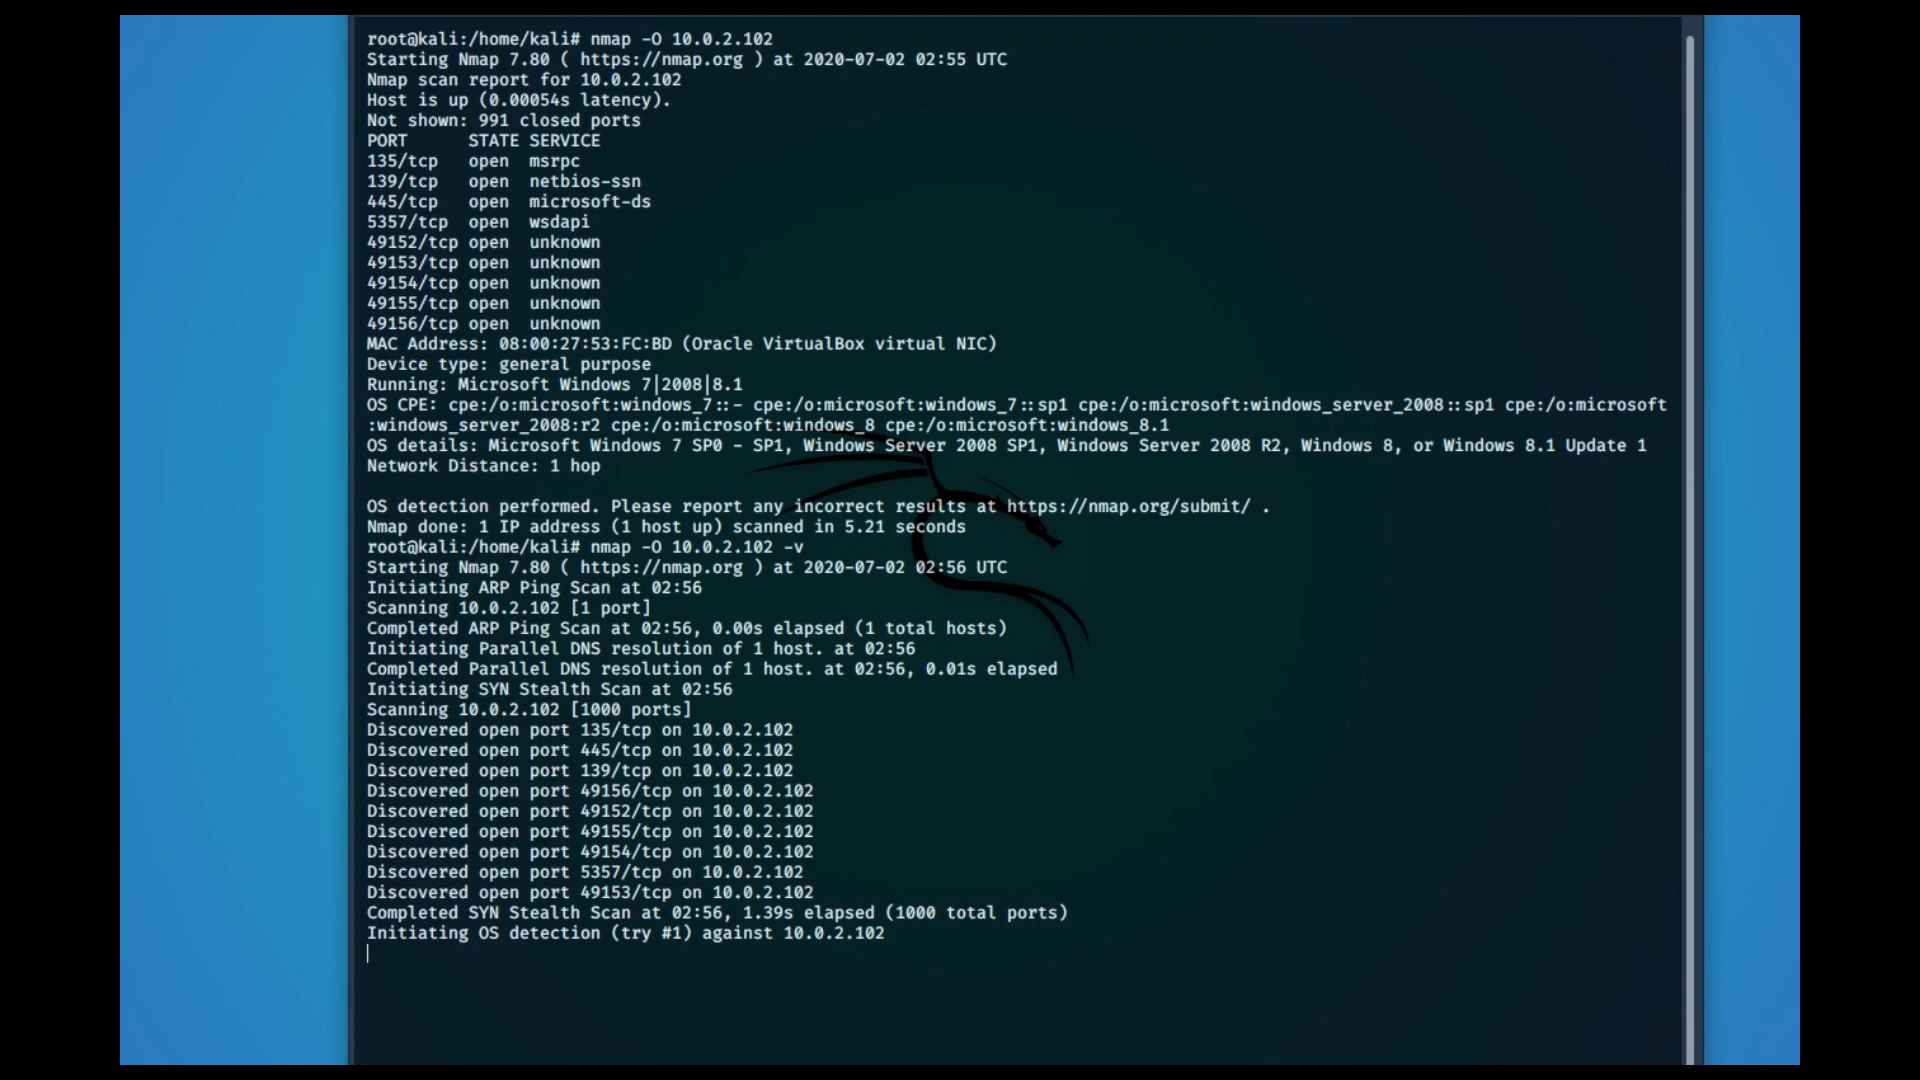 root@kali:/home/kali# nmap -O 10.0.2.102
Starting Nmap 7.80 ( https://nmap.org ) at 2020-07-02 02:55 UTC
Nmap scan report for 10.0.2.102
Host is up (0.00054s latency).
Not shown: 991 closed ports
PORT      STATE SERVICE
135/tcp   open  msrpc
139/tcp   open  netbios-ssn
445/tcp   open  microsoft-ds
5357/tcp  open  wsdapi
49152/tcp open  unknown
49153/tcp open  unknown
49154/tcp open  unknown
49155/tcp open  unknown
49156/tcp open  unknown
MAC Address: 08:00:27:53:FC:BD (Oracle VirtualBox virtual NIC)
Device type: general purpose
Running: Microsoft Windows 7|2008|8.1
OS CPE: cpe:/o:microsoft:windows_7::- cpe:/o:microsoft:windows_7::sp1 cpe:/o:microsoft:windows_server_2008::sp1 cpe:/o:microsoft
:windows_server_2008:r2 cpe:/o:microsoft:windows_8 cpe:/o:microsoft:windows_8.1
OS details: Microsoft Windows 7 SP0 - SP1, Windows Server 2008 SP1, Windows Server 2008 R2, Windows 8, or Windows 8.1 Update 1
Network Distance: 1 hop
OS detection performed. Please report any incorrect results at https://nmap.org/submit/ .
Nmap done: 1 IP address (1 host up) scanned in 5.21 seconds
root@kali:/home/kali# nmap -O 10.0.2.102 -v
Starting Nmap 7.80 ( https://nmap.org ) at 2020-07-02 02:56 UTC
Initiating ARP Ping Scan at 02:56
Scanning 10.0.2.102 [1 port]
Completed ARP Ping Scan at 02:56, 0.00s elapsed (1 total hosts)
Initiating Parallel DNS resolution of 1 host. at 02:56
Completed Parallel DNS resolution of 1 host. at 02:56, 0.01s elapsed
Initiating SYN Stealth Scan at 02:56
Scanning 10.0.2.102 [1000 ports]
Discovered open port 135/tcp on 10.0.2.102
Discovered open port 445/tcp on 10.0.2.102
Discovered open port 139/tcp on 10.0.2.102
Discovered open port 49156/tcp on 10.0.2.102
Discovered open port 49152/tcp on 10.0.2.102
Discovered open port 49155/tcp on 10.0.2.102
Discovered open port 49154/tcp on 10.0.2.102
Discovered open port 5357/tcp on 10.0.2.102
Discovered open port 49153/tcp on 10.0.2.102
Completed SYN Stealth Scan at 02:56, 1.39s elapsed (1000 total ports)
Initiating OS detection (try #1) against 10.0.2.102